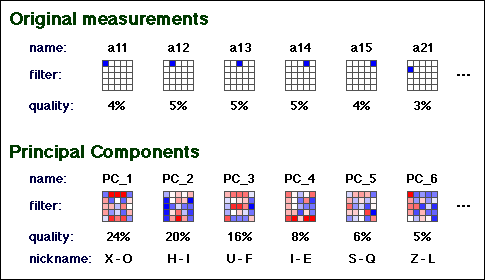 Original measurements
name: a11 a12 a13 a14 a15 a21
filter: ---
quality: 4% 5% 5% 5% 4% 3%
Principal Components
name: PC_1 PC_2 PC_3 PC_4 PC_5 PC_6
filter: ---
quality: 24% 20% 16% 8% 6% 5%
nickname: X - O H - I U - F I - E S - Q Z - L